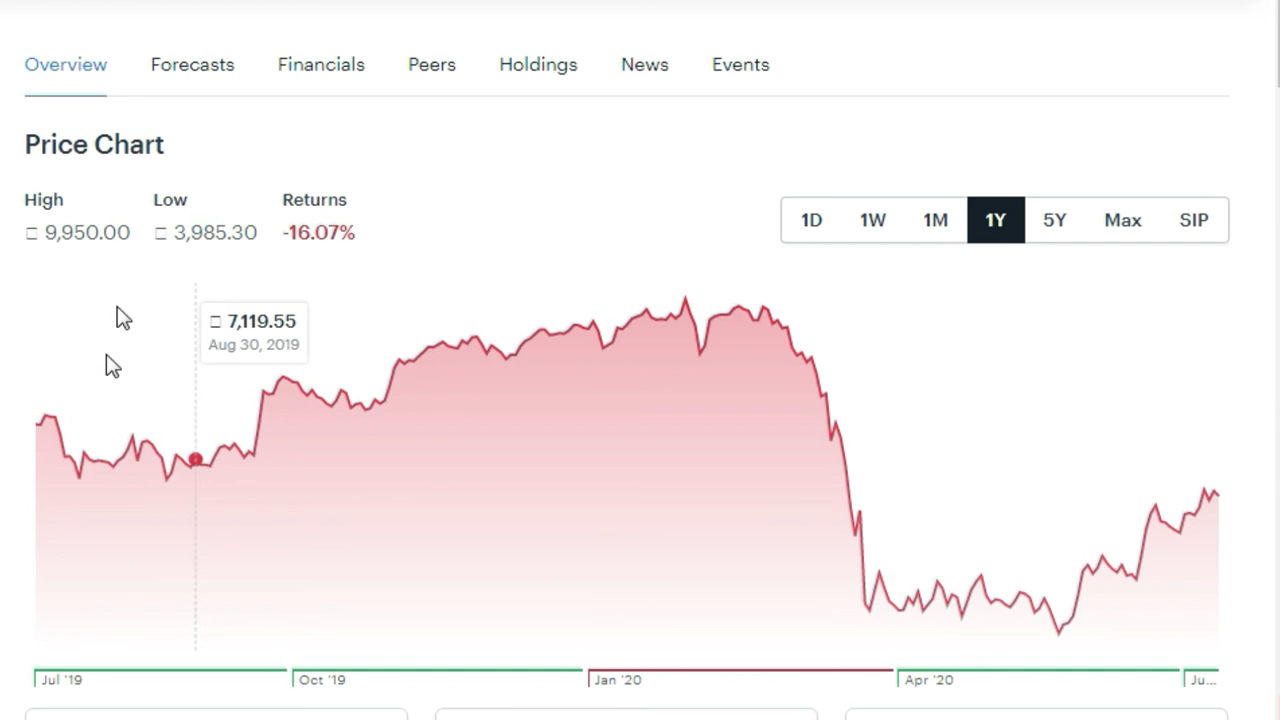 Overview Forecasts Financials Peers Holdings News Events
Price Chart
High Low Returns
□ 9,950.00 □ 3,985.30 -16.07%
1D 1W 1M 1Y 5Y Max SIP
□ 7,119.55
Aug 30, 2019
Jul '19 Oct '19 Jan '20 Apr '20 Ju...